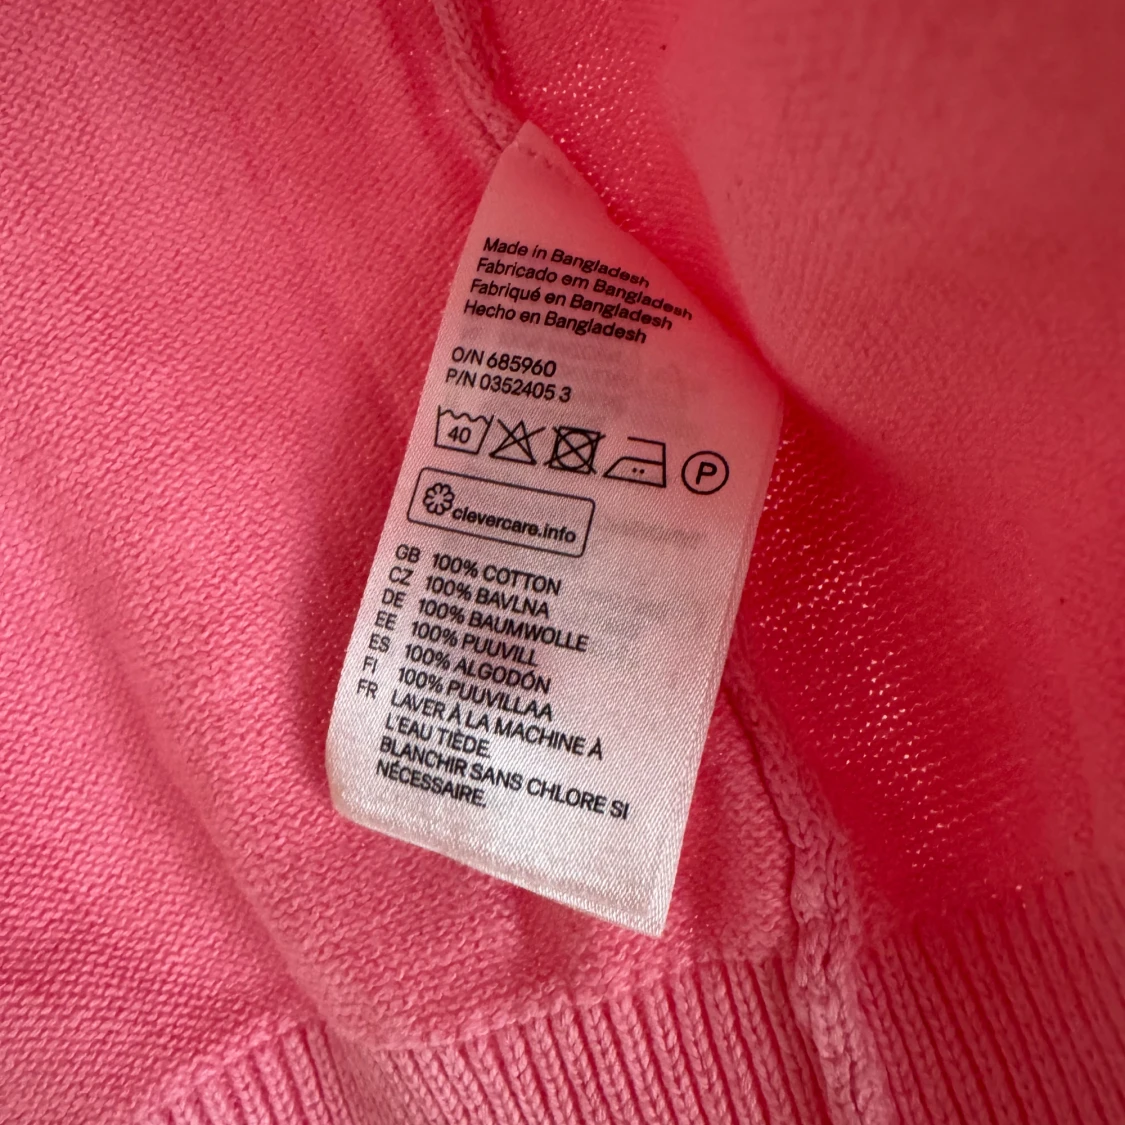 Made in Bangladesh
Fabricado em Bangladesh
Fabriqué en Bangladesh
Hecho en Bangladesh
O/N 685960
P/N 0352405 3
40 P
clevercare.info
GB 100% COTTON
CZ 100% BAVLNA
DE 100% BAUMWOLLE
EE 100% PUUVILL
ES 100% ALGODÓN
FI 100% PUUVILLAA
FR LAVER À LA MACHINE À
L'EAU TIÈDE.
BLANCHIR SANS CHLORE SI
NÉCESSAIRE.